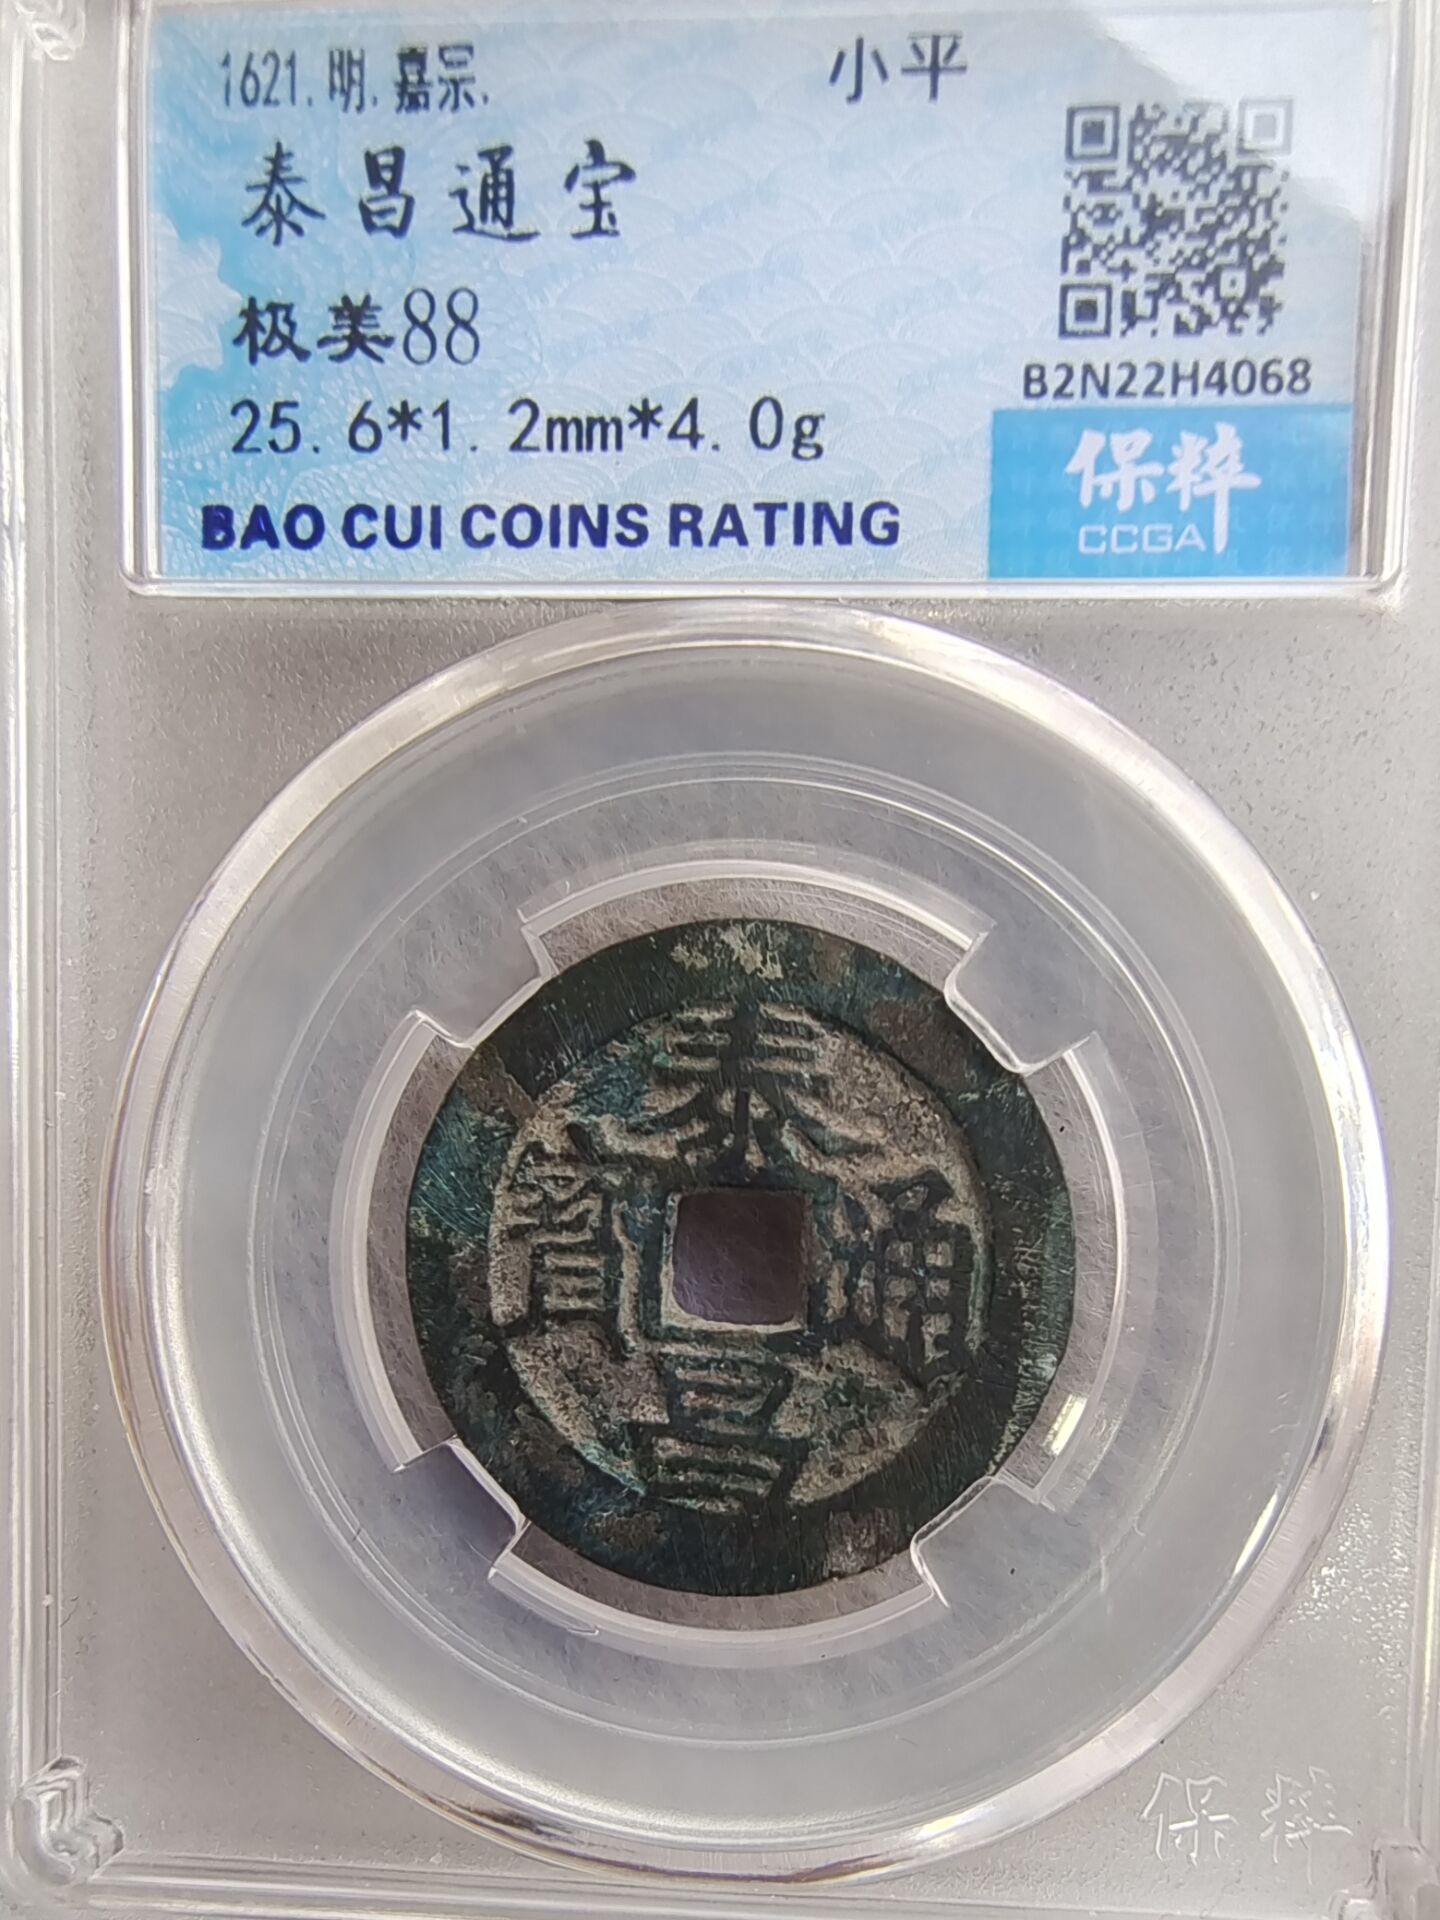 1621.明.嘉宗.
小平
泰昌通宝
极美88
25.6*1.2mm*4.0g
B2N22H4068
BAO CUI COINS RATING
保粹
CCGA
泰
寶 通
昌
保粹